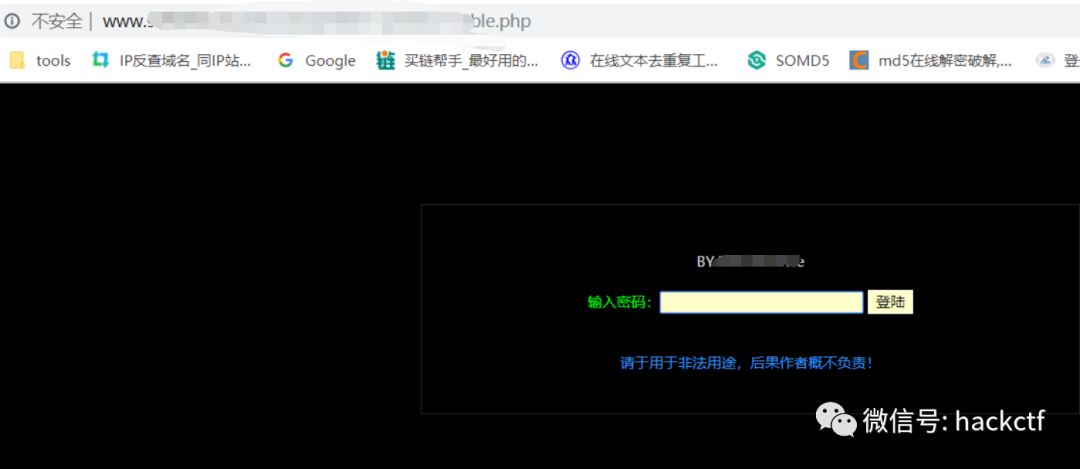 不安全 | www.s ble.php
tools IP反查域名_同IP站... Google 买链帮手_最好用的... 在线文本去重复工... SOMD5 md5在线解密破解,... 登
BY e
输入密码: 登陆
请于用于非法用途，后果作者概不负责！
微信号: hackctf